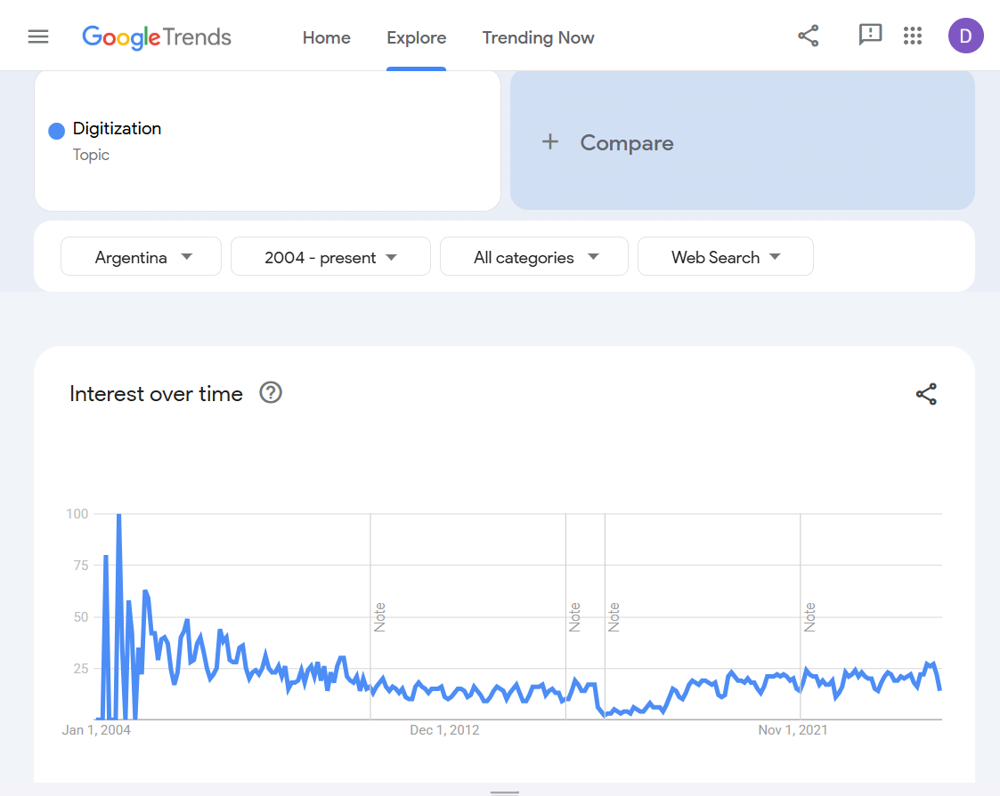 Google Trends Home Explore Trending Now D
Digitization
Topic
+ Compare
Argentina 2004 - present All categories Web Search
Interest over time ?
100
75
50
25
Note Note Note Note
Jan 1, 2004 Dec 1, 2012 Nov 1, 2021